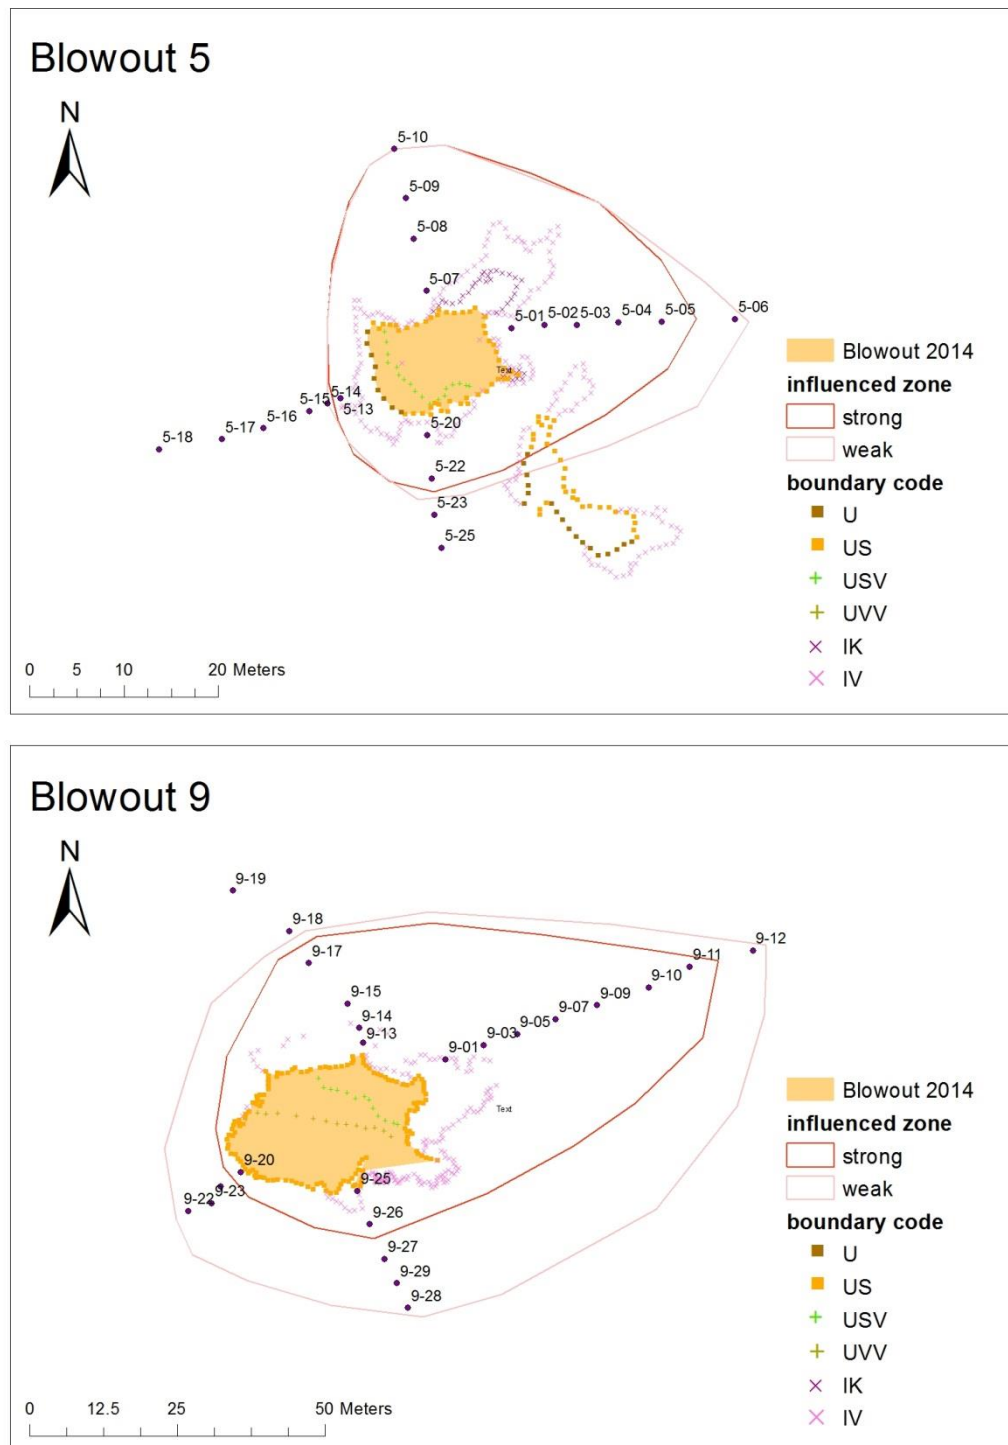 Blowout 5
N
5-10
5-09
5-08
5-07
5-01
5-02
5-03
5-04
5-05
5-06
Text
5-14
5-15
5-13
5-16
5-17
5-18
5-20
5-22
5-23
5-25
Blowout 2014
influenced zone
strong
weak
boundary code
U
US
USV
UVV
IK
IV
0 5 10 20 Meters
Blowout 9
N
9-19
9-18
9-17
9-12
9-11
9-10
9-15
9-09
9-07
9-14
9-05
9-13
9-03
9-01
Text
9-20
9-25
9-23
9-22
9-26
9-27
9-29
9-28
Blowout 2014
influenced zone
strong
weak
boundary code
U
US
USV
UVV
IK
IV
0 12.5 25 50 Meters